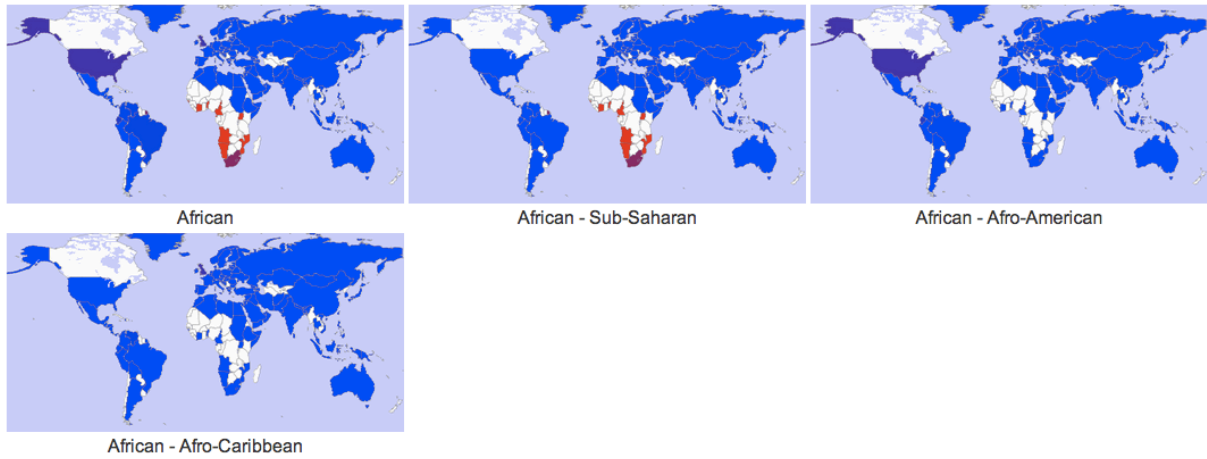 African
African - Sub-Saharan
African - Afro-American
African - Afro-Caribbean